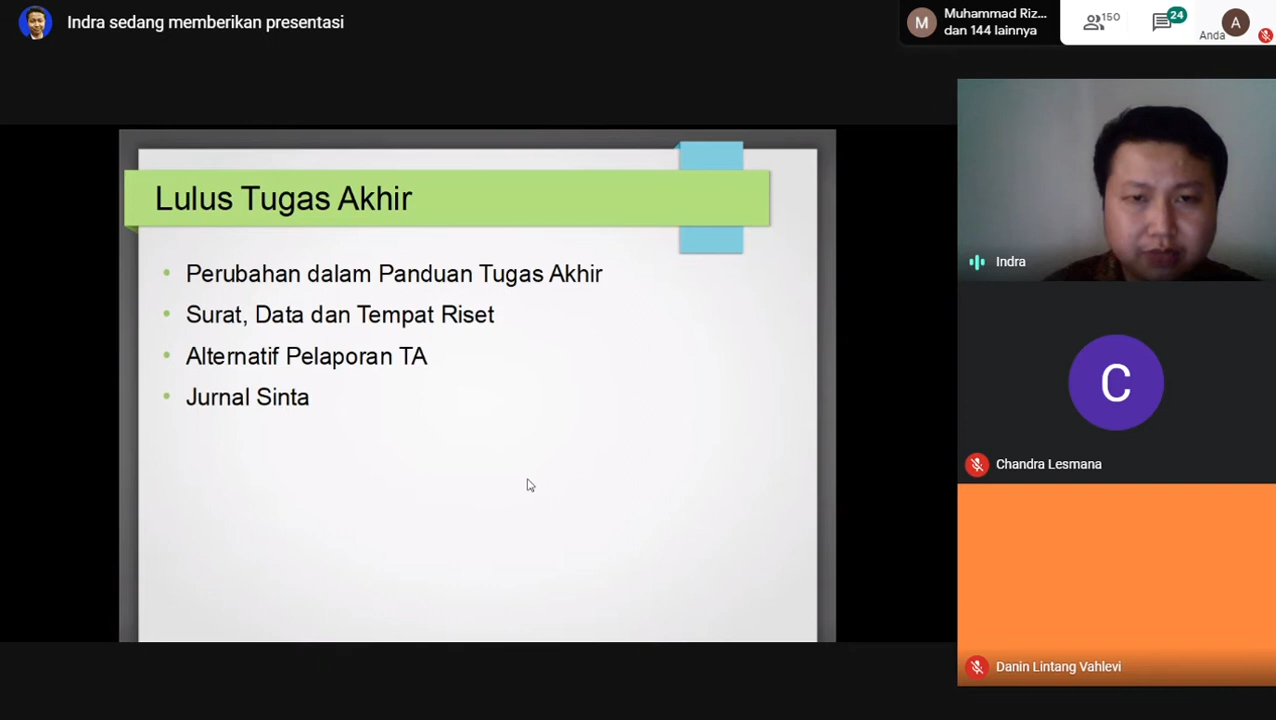 Indra sedang memberikan presentasi
Muhammad Riz...
dan 144 lainnya
M
150
24
Anda
A
Lulus Tugas Akhir
Perubahan dalam Panduan Tugas Akhir
Surat, Data dan Tempat Riset
Alternatif Pelaporan TA
Jurnal Sinta
Indra
C
Chandra Lesmana
Danin Lintang Vahlevi